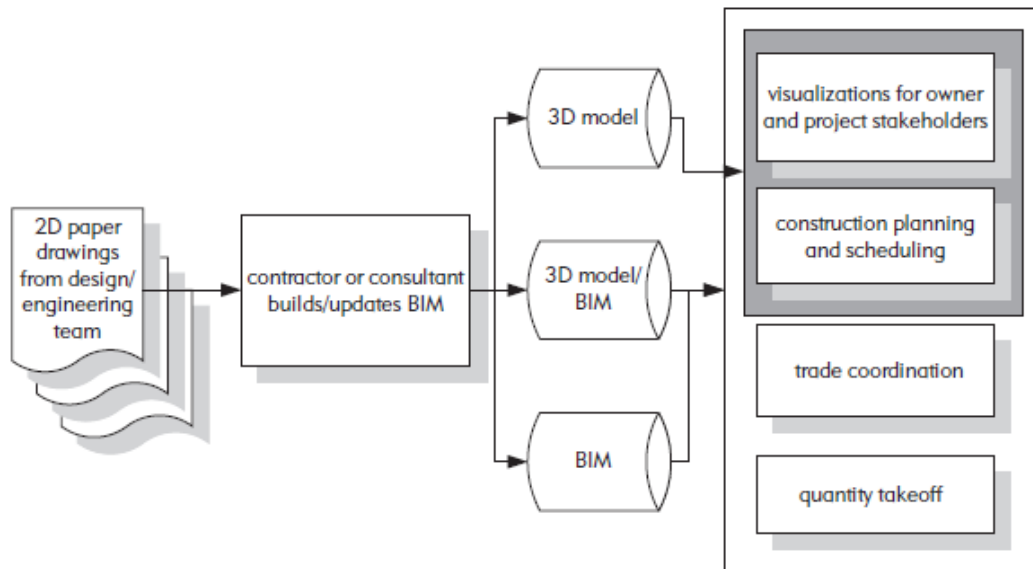 2D paper
drawings
from design/
engineering
team
contractor or consultant
builds/updates BIM
3D model
3D model/
BIM
BIM
visualizations for owner
and project stakeholders
construction planning
and scheduling
trade coordination
quantity takeoff